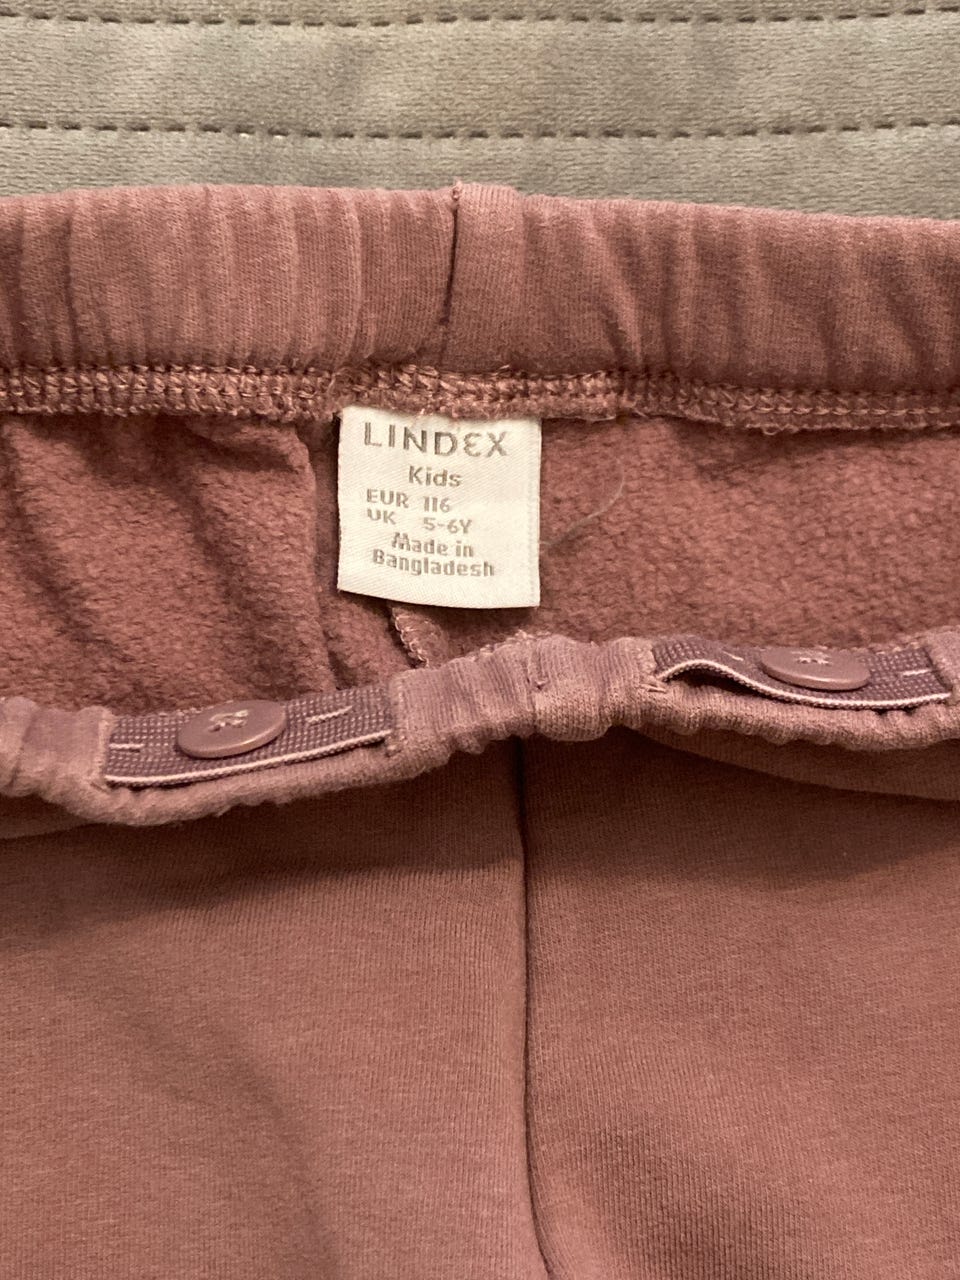 LINDEX
Kids
EUR 116
UK 5-6Y
Made in
Bangladesh